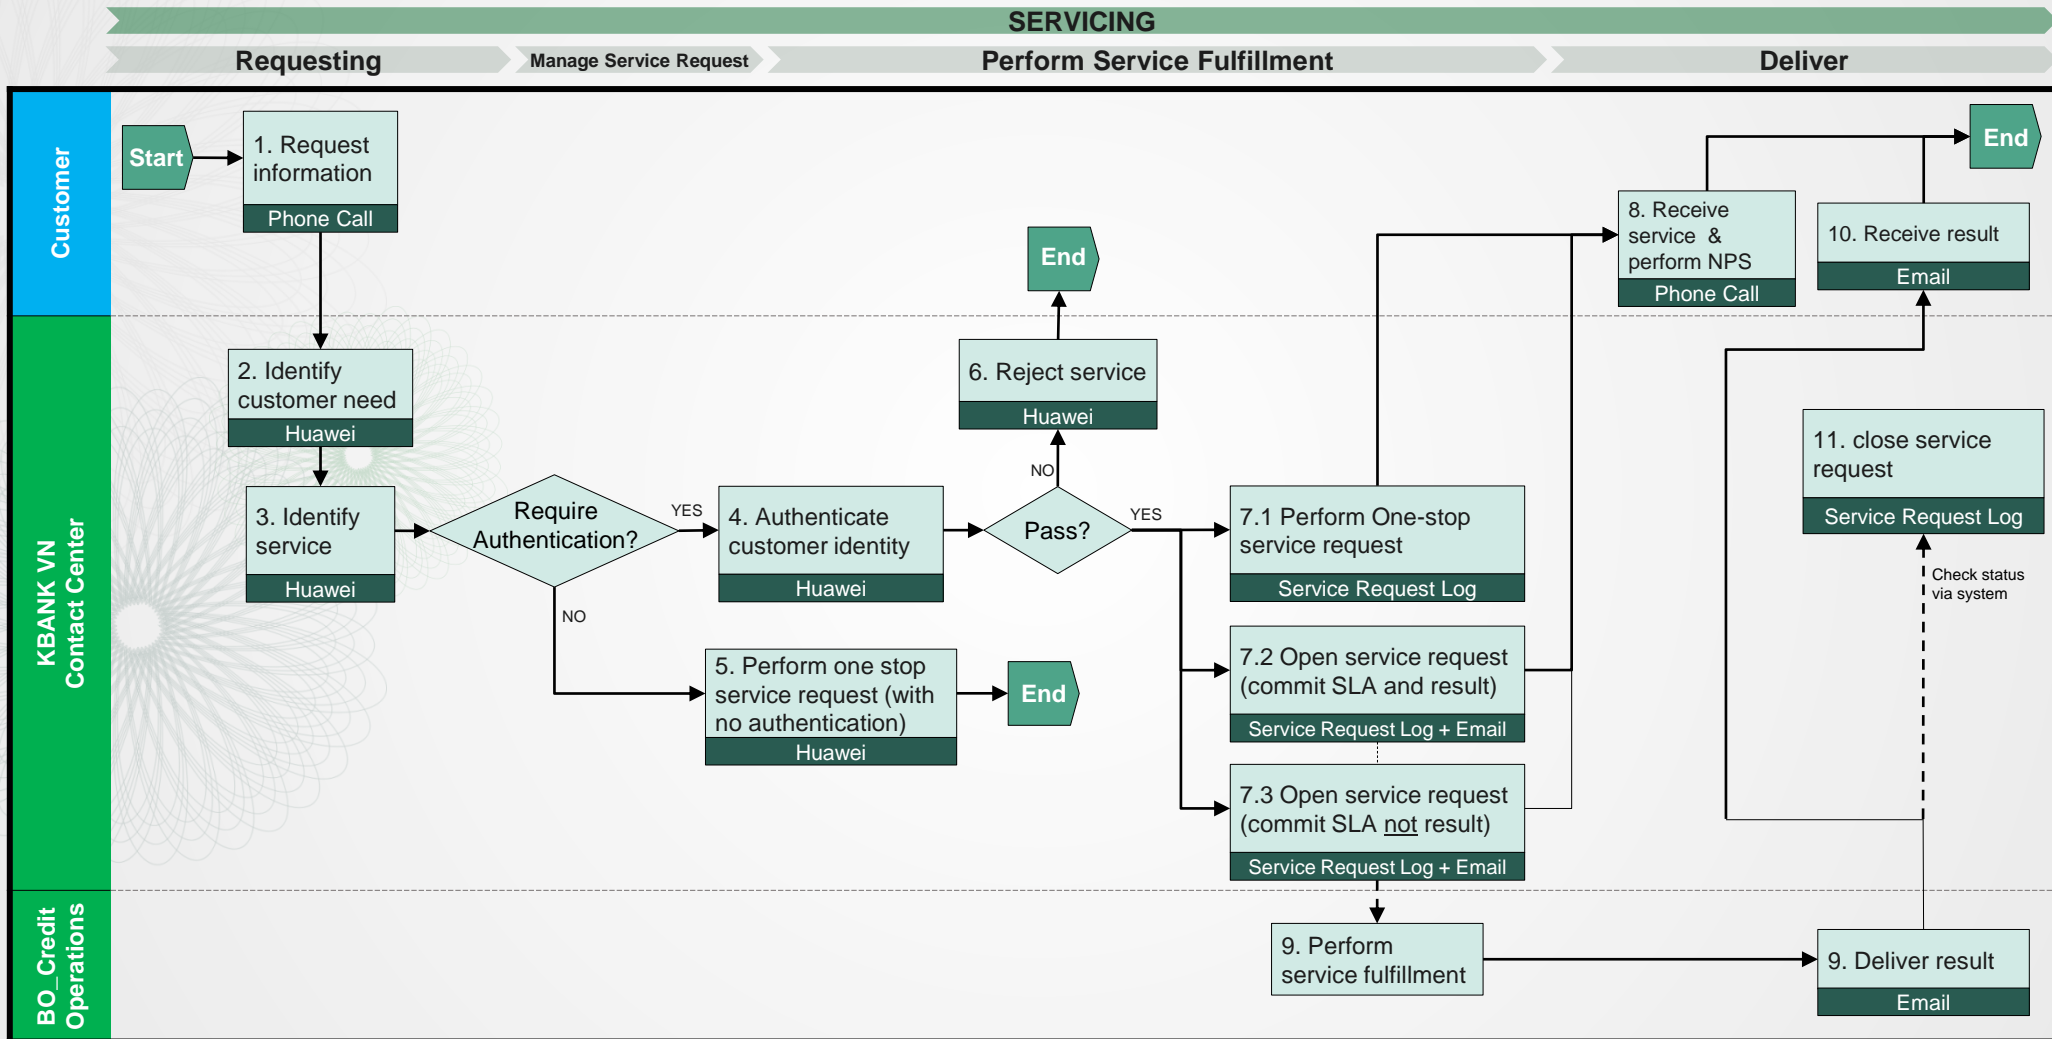 SERVICING
Requesting
Manage Service Request
Perform Service Fulfillment
Deliver
Customer
Start
1. Request
information
Phone Call
End
8. Receive
service  &
perform NPS
Phone Call
10. Receive result
Email
End
KBANK VN
Contact Center
2. Identify
customer need
Huawei
3. Identify
service
Huawei
Require
Authentication?
YES
NO
4. Authenticate
customer identity
Huawei
5. Perform one stop
service request (with
no authentication)
Huawei
End
Pass?
NO
YES
6. Reject service
Huawei
7.1 Perform One-stop
service request
Service Request Log
7.2 Open service request
(commit SLA and result)
Service Request Log + Email
7.3 Open service request
(commit SLA not result)
Service Request Log + Email
11. close service
request
Service Request Log
Check status
via system
BO_Credit
Operations
9. Perform
service fulfillment
9. Deliver result
Email